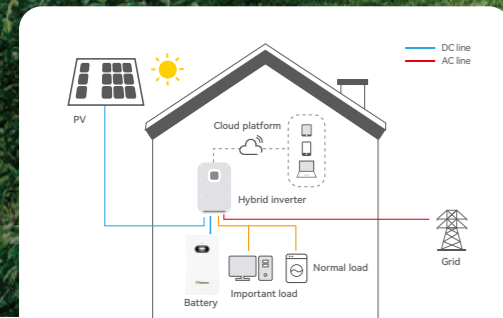 DC line
AC line
PV
Cloud platform
Hybrid inverter
Normal load
Grid
Important load
Battery